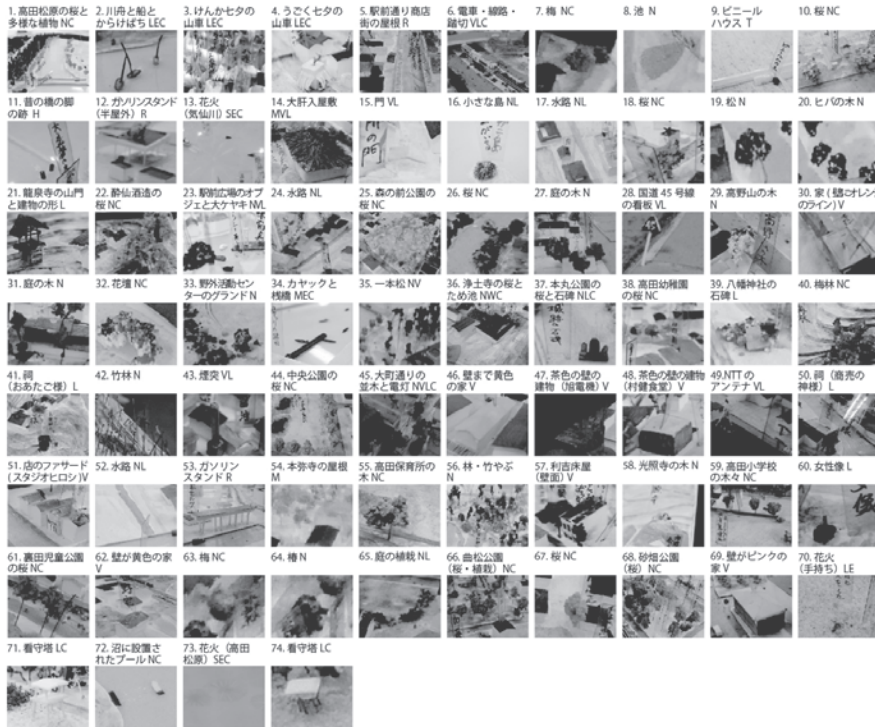 1. 高田松原の桜と
多様な植物 NC
2. 川舟と船と
からけばち LEC
3. けんか七夕の
山車 LEC
4. うごく七夕の
山車 LEC
5. 駅前通り商店
街の屋根 R
6. 電車・線路・
踏切 VLC
7. 梅 NC
8. 池 N
9. ビニール
ハウス T
10. 桜 NC
11. 昔の橋の脚
の跡 H
12. ガソリンスタンド
(半屋外) R
13. 花火
(気仙川) SEC
14. 大肝入屋敷
MVL
15. 門 VL
16. 小さな島 NL
17. 水路 NL
18. 桜 NC
19. 松 N
20. ヒバの木 N
21. 龍泉寺の山門
と建物の形 L
22. 酔仙酒造の
桜 NC
23. 駅前広場のオブ
ジェと大ケヤキ NVL
24. 水路 NL
25. 森の前公園の
桜 NC
26. 桜 NC
27. 庭の木 N
28. 国道 45 号線
の看板 VL
29. 高野山の木
N
30. 家 ( 壁にオレンジ
のライン) V
31. 庭の木 N
32. 花壇 NC
33. 野外活動セン
ターのグランド N
34. カヤックと
桟橋 MEC
35. 一本松 NV
36. 浄土寺の桜と
ため池 NWC
37. 本丸公園の
桜と石碑 NLC
38. 高田幼稚園
の桜 NC
39. 八幡神社の
石碑 L
40. 梅林 NC
41. 祠
(おあたご様) L
42. 竹林 N
43. 煙突 VL
44. 中央公園の
桜 NC
45. 大町通りの
並木と電灯 NVLC
46. 壁まで黄色
の家 V
47. 茶色の壁の
建物 (旭電機) V
48. 茶色の壁の建物
(村健食堂) V
49.NTTの
アンテナ VL
50. 祠 (商売の
神様) L
51. 店のファサード
(スタジオヒロシ)V
52. 水路 NL
53. ガソリン
スタンド R
54. 本弥寺の屋根
M
55. 高田保育所の
木 NC
56. 林・竹やぶ
N
57. 利吉床屋
(壁面) V
58. 光照寺の木 N
59. 高田小学校
の木々 NC
60. 女性像 L
61. 裏田児童公園
の桜 NC
62. 壁が黄色の家
V
63. 梅 NC
64. 椿 N
65. 庭の植栽 NL
66. 曲松公園
(桜・植栽) NC
67. 桜 NC
68. 砂畑公園
(桜) NC
69. 壁がピンクの
家 V
70. 花火
(手持ち) LE
71. 看守塔 LC
72. 沼に設置さ
れたプール NC
73. 花火 (高田
松原) SEC
74. 看守塔 LC